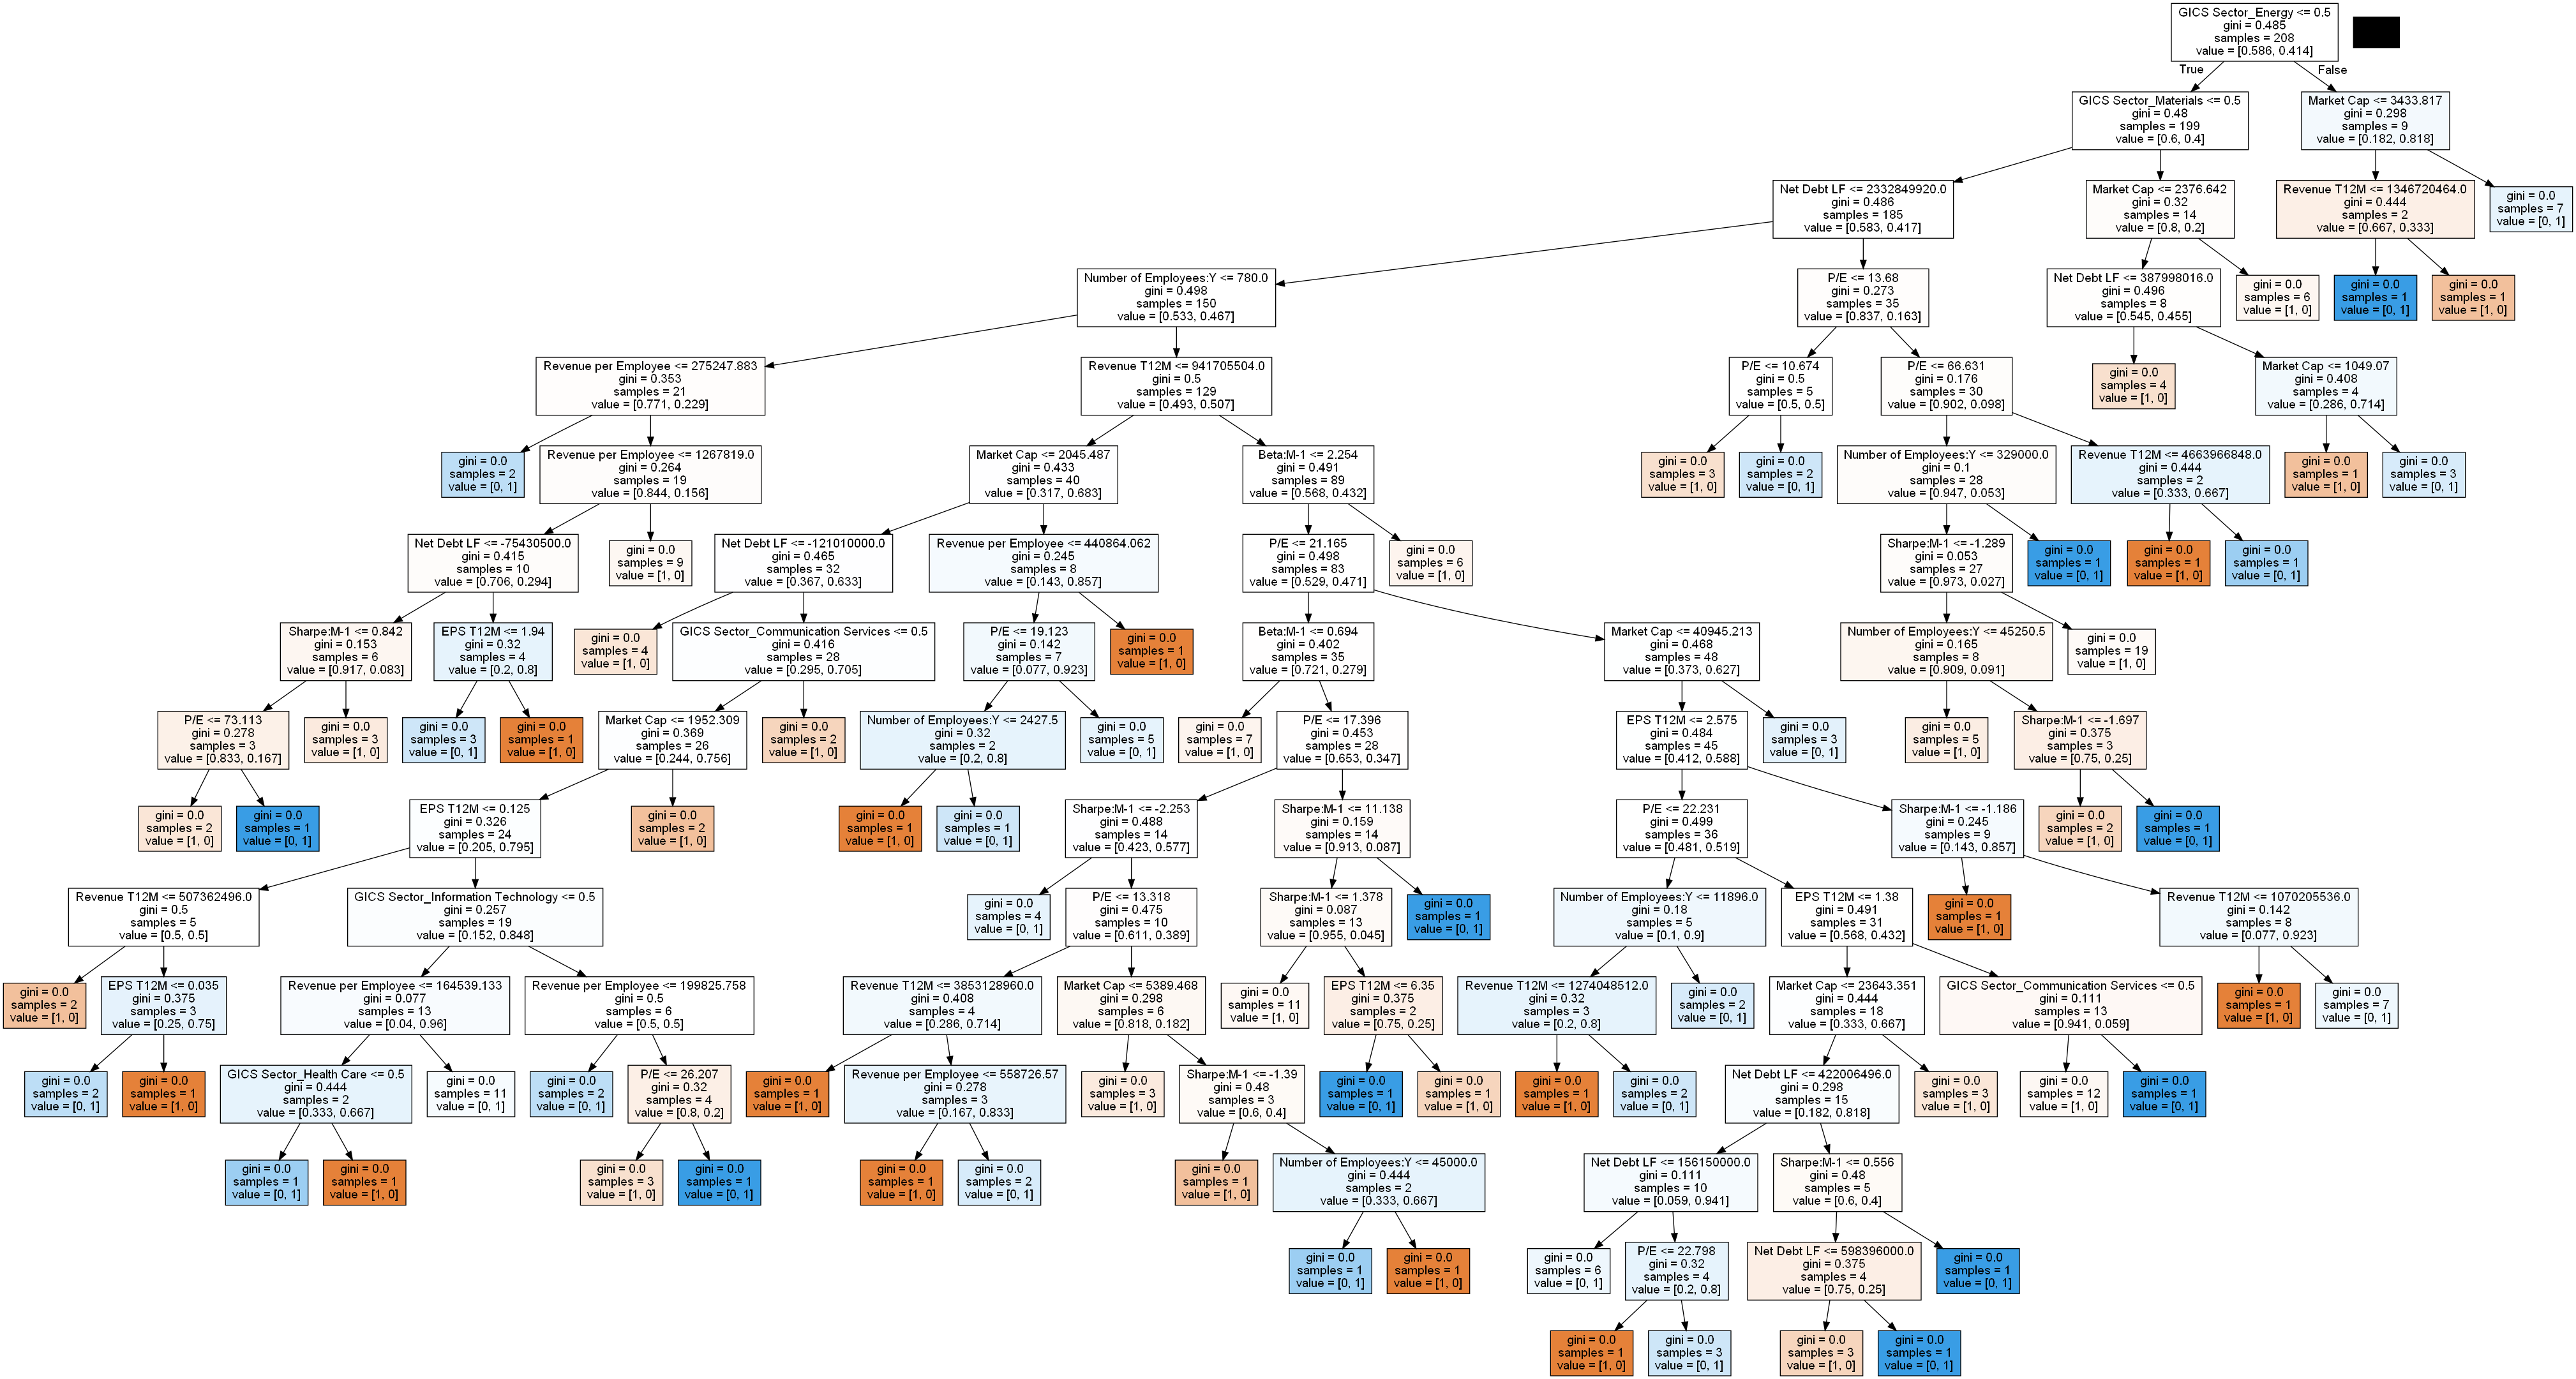 GICS Sector_Energy <= 0.5
gini = 0.485
samples = 208
value = [0.586, 0.414]
True
False
GICS Sector_Materials <= 0.5
gini = 0.48
samples = 199
value = [0.6, 0.4]
Market Cap <= 3433.817
gini = 0.298
samples = 9
value = [0.182, 0.818]
Net Debt LF <= 2332849920.0
gini = 0.486
samples = 185
value = [0.583, 0.417]
Market Cap <= 2376.642
gini = 0.32
samples = 14
value = [0.8, 0.2]
Revenue T12M <= 1346720464.0
gini = 0.444
samples = 2
value = [0.667, 0.333]
gini = 0.0
samples = 7
value = [0, 1]
Number of Employees:Y <= 780.0
gini = 0.498
samples = 150
value = [0.533, 0.467]
P/E <= 13.68
gini = 0.273
samples = 35
value = [0.837, 0.163]
Net Debt LF <= 387998016.0
gini = 0.496
samples = 8
value = [0.545, 0.455]
gini = 0.0
samples = 6
value = [1, 0]
gini = 0.0
samples = 1
value = [0, 1]
gini = 0.0
samples = 1
value = [1, 0]
Revenue per Employee <= 275247.883
gini = 0.353
samples = 21
value = [0.771, 0.229]
Revenue T12M <= 941705504.0
gini = 0.5
samples = 129
value = [0.493, 0.507]
P/E <= 10.674
gini = 0.5
samples = 5
value = [0.5, 0.5]
P/E <= 66.631
gini = 0.176
samples = 30
value = [0.902, 0.098]
gini = 0.0
samples = 4
value = [1, 0]
Market Cap <= 1049.07
gini = 0.408
samples = 4
value = [0.286, 0.714]
gini = 0.0
samples = 2
value = [0, 1]
Revenue per Employee <= 1267819.0
gini = 0.264
samples = 19
value = [0.844, 0.156]
Market Cap <= 2045.487
gini = 0.433
samples = 40
value = [0.317, 0.683]
Beta:M-1 <= 2.254
gini = 0.491
samples = 89
value = [0.568, 0.432]
gini = 0.0
samples = 3
value = [1, 0]
gini = 0.0
samples = 2
value = [0, 1]
Number of Employees:Y <= 329000.0
gini = 0.1
samples = 28
value = [0.947, 0.053]
Revenue T12M <= 4663966848.0
gini = 0.444
samples = 2
value = [0.333, 0.667]
gini = 0.0
samples = 1
value = [1, 0]
gini = 0.0
samples = 3
value = [0, 1]
Net Debt LF <= -75430500.0
gini = 0.415
samples = 10
value = [0.706, 0.294]
gini = 0.0
samples = 9
value = [1, 0]
Net Debt LF <= -121010000.0
gini = 0.465
samples = 32
value = [0.367, 0.633]
Revenue per Employee <= 440864.062
gini = 0.245
samples = 8
value = [0.143, 0.857]
P/E <= 21.165
gini = 0.498
samples = 83
value = [0.529, 0.471]
gini = 0.0
samples = 6
value = [1, 0]
Sharpe:M-1 <= -1.289
gini = 0.053
samples = 27
value = [0.973, 0.027]
gini = 0.0
samples = 1
value = [0, 1]
gini = 0.0
samples = 1
value = [1, 0]
gini = 0.0
samples = 1
value = [0, 1]
Sharpe:M-1 <= 0.842
gini = 0.153
samples = 6
value = [0.917, 0.083]
EPS T12M <= 1.94
gini = 0.32
samples = 4
value = [0.2, 0.8]
gini = 0.0
samples = 4
value = [1, 0]
GICS Sector_Communication Services <= 0.5
gini = 0.416
samples = 28
value = [0.295, 0.705]
P/E <= 19.123
gini = 0.142
samples = 7
value = [0.077, 0.923]
gini = 0.0
samples = 1
value = [1, 0]
Beta:M-1 <= 0.694
gini = 0.402
samples = 35
value = [0.721, 0.279]
Market Cap <= 40945.213
gini = 0.468
samples = 48
value = [0.373, 0.627]
Number of Employees:Y <= 45250.5
gini = 0.165
samples = 8
value = [0.909, 0.091]
gini = 0.0
samples = 19
value = [1, 0]
P/E <= 73.113
gini = 0.278
samples = 3
value = [0.833, 0.167]
gini = 0.0
samples = 3
value = [1, 0]
gini = 0.0
samples = 3
value = [0, 1]
gini = 0.0
samples = 1
value = [1, 0]
Market Cap <= 1952.309
gini = 0.369
samples = 26
value = [0.244, 0.756]
gini = 0.0
samples = 2
value = [1, 0]
Number of Employees:Y <= 2427.5
gini = 0.32
samples = 2
value = [0.2, 0.8]
gini = 0.0
samples = 5
value = [0, 1]
gini = 0.0
samples = 7
value = [1, 0]
P/E <= 17.396
gini = 0.453
samples = 28
value = [0.653, 0.347]
EPS T12M <= 2.575
gini = 0.484
samples = 45
value = [0.412, 0.588]
gini = 0.0
samples = 3
value = [0, 1]
gini = 0.0
samples = 5
value = [1, 0]
Sharpe:M-1 <= -1.697
gini = 0.375
samples = 3
value = [0.75, 0.25]
gini = 0.0
samples = 2
value = [1, 0]
gini = 0.0
samples = 1
value = [0, 1]
EPS T12M <= 0.125
gini = 0.326
samples = 24
value = [0.205, 0.795]
gini = 0.0
samples = 2
value = [1, 0]
gini = 0.0
samples = 1
value = [1, 0]
gini = 0.0
samples = 1
value = [0, 1]
Sharpe:M-1 <= -2.253
gini = 0.488
samples = 14
value = [0.423, 0.577]
Sharpe:M-1 <= 11.138
gini = 0.159
samples = 14
value = [0.913, 0.087]
P/E <= 22.231
gini = 0.499
samples = 36
value = [0.481, 0.519]
Sharpe:M-1 <= -1.186
gini = 0.245
samples = 9
value = [0.143, 0.857]
gini = 0.0
samples = 2
value = [1, 0]
gini = 0.0
samples = 1
value = [0, 1]
Revenue T12M <= 507362496.0
gini = 0.5
samples = 5
value = [0.5, 0.5]
GICS Sector_Information Technology <= 0.5
gini = 0.257
samples = 19
value = [0.152, 0.848]
gini = 0.0
samples = 4
value = [0, 1]
P/E <= 13.318
gini = 0.475
samples = 10
value = [0.611, 0.389]
Sharpe:M-1 <= 1.378
gini = 0.087
samples = 13
value = [0.955, 0.045]
gini = 0.0
samples = 1
value = [0, 1]
Number of Employees:Y <= 11896.0
gini = 0.18
samples = 5
value = [0.1, 0.9]
EPS T12M <= 1.38
gini = 0.491
samples = 31
value = [0.568, 0.432]
gini = 0.0
samples = 1
value = [1, 0]
Revenue T12M <= 1070205536.0
gini = 0.142
samples = 8
value = [0.077, 0.923]
gini = 0.0
samples = 2
value = [1, 0]
EPS T12M <= 0.035
gini = 0.375
samples = 3
value = [0.25, 0.75]
Revenue per Employee <= 164539.133
gini = 0.077
samples = 13
value = [0.04, 0.96]
Revenue per Employee <= 199825.758
gini = 0.5
samples = 6
value = [0.5, 0.5]
Revenue T12M <= 3853128960.0
gini = 0.408
samples = 4
value = [0.286, 0.714]
Market Cap <= 5389.468
gini = 0.298
samples = 6
value = [0.818, 0.182]
gini = 0.0
samples = 11
value = [1, 0]
EPS T12M <= 6.35
gini = 0.375
samples = 2
value = [0.75, 0.25]
Revenue T12M <= 1274048512.0
gini = 0.32
samples = 3
value = [0.2, 0.8]
gini = 0.0
samples = 2
value = [0, 1]
Market Cap <= 23643.351
gini = 0.444
samples = 18
value = [0.333, 0.667]
GICS Sector_Communication Services <= 0.5
gini = 0.111
samples = 13
value = [0.941, 0.059]
gini = 0.0
samples = 1
value = [1, 0]
gini = 0.0
samples = 7
value = [0, 1]
gini = 0.0
samples = 2
value = [0, 1]
gini = 0.0
samples = 1
value = [1, 0]
GICS Sector_Health Care <= 0.5
gini = 0.444
samples = 2
value = [0.333, 0.667]
gini = 0.0
samples = 11
value = [0, 1]
gini = 0.0
samples = 2
value = [0, 1]
P/E <= 26.207
gini = 0.32
samples = 4
value = [0.8, 0.2]
gini = 0.0
samples = 1
value = [1, 0]
Revenue per Employee <= 558726.57
gini = 0.278
samples = 3
value = [0.167, 0.833]
gini = 0.0
samples = 3
value = [1, 0]
Sharpe:M-1 <= -1.39
gini = 0.48
samples = 3
value = [0.6, 0.4]
gini = 0.0
samples = 1
value = [0, 1]
gini = 0.0
samples = 1
value = [1, 0]
gini = 0.0
samples = 1
value = [1, 0]
gini = 0.0
samples = 2
value = [0, 1]
Net Debt LF <= 422006496.0
gini = 0.298
samples = 15
value = [0.182, 0.818]
gini = 0.0
samples = 3
value = [1, 0]
gini = 0.0
samples = 12
value = [1, 0]
gini = 0.0
samples = 1
value = [0, 1]
gini = 0.0
samples = 1
value = [0, 1]
gini = 0.0
samples = 1
value = [1, 0]
gini = 0.0
samples = 3
value = [1, 0]
gini = 0.0
samples = 1
value = [0, 1]
gini = 0.0
samples = 1
value = [1, 0]
gini = 0.0
samples = 2
value = [0, 1]
gini = 0.0
samples = 1
value = [1, 0]
Number of Employees:Y <= 45000.0
gini = 0.444
samples = 2
value = [0.333, 0.667]
Net Debt LF <= 156150000.0
gini = 0.111
samples = 10
value = [0.059, 0.941]
Sharpe:M-1 <= 0.556
gini = 0.48
samples = 5
value = [0.6, 0.4]
gini = 0.0
samples = 1
value = [0, 1]
gini = 0.0
samples = 1
value = [1, 0]
gini = 0.0
samples = 6
value = [0, 1]
P/E <= 22.798
gini = 0.32
samples = 4
value = [0.2, 0.8]
Net Debt LF <= 598396000.0
gini = 0.375
samples = 4
value = [0.75, 0.25]
gini = 0.0
samples = 1
value = [0, 1]
gini = 0.0
samples = 1
value = [1, 0]
gini = 0.0
samples = 3
value = [0, 1]
gini = 0.0
samples = 3
value = [1, 0]
gini = 0.0
samples = 1
value = [0, 1]